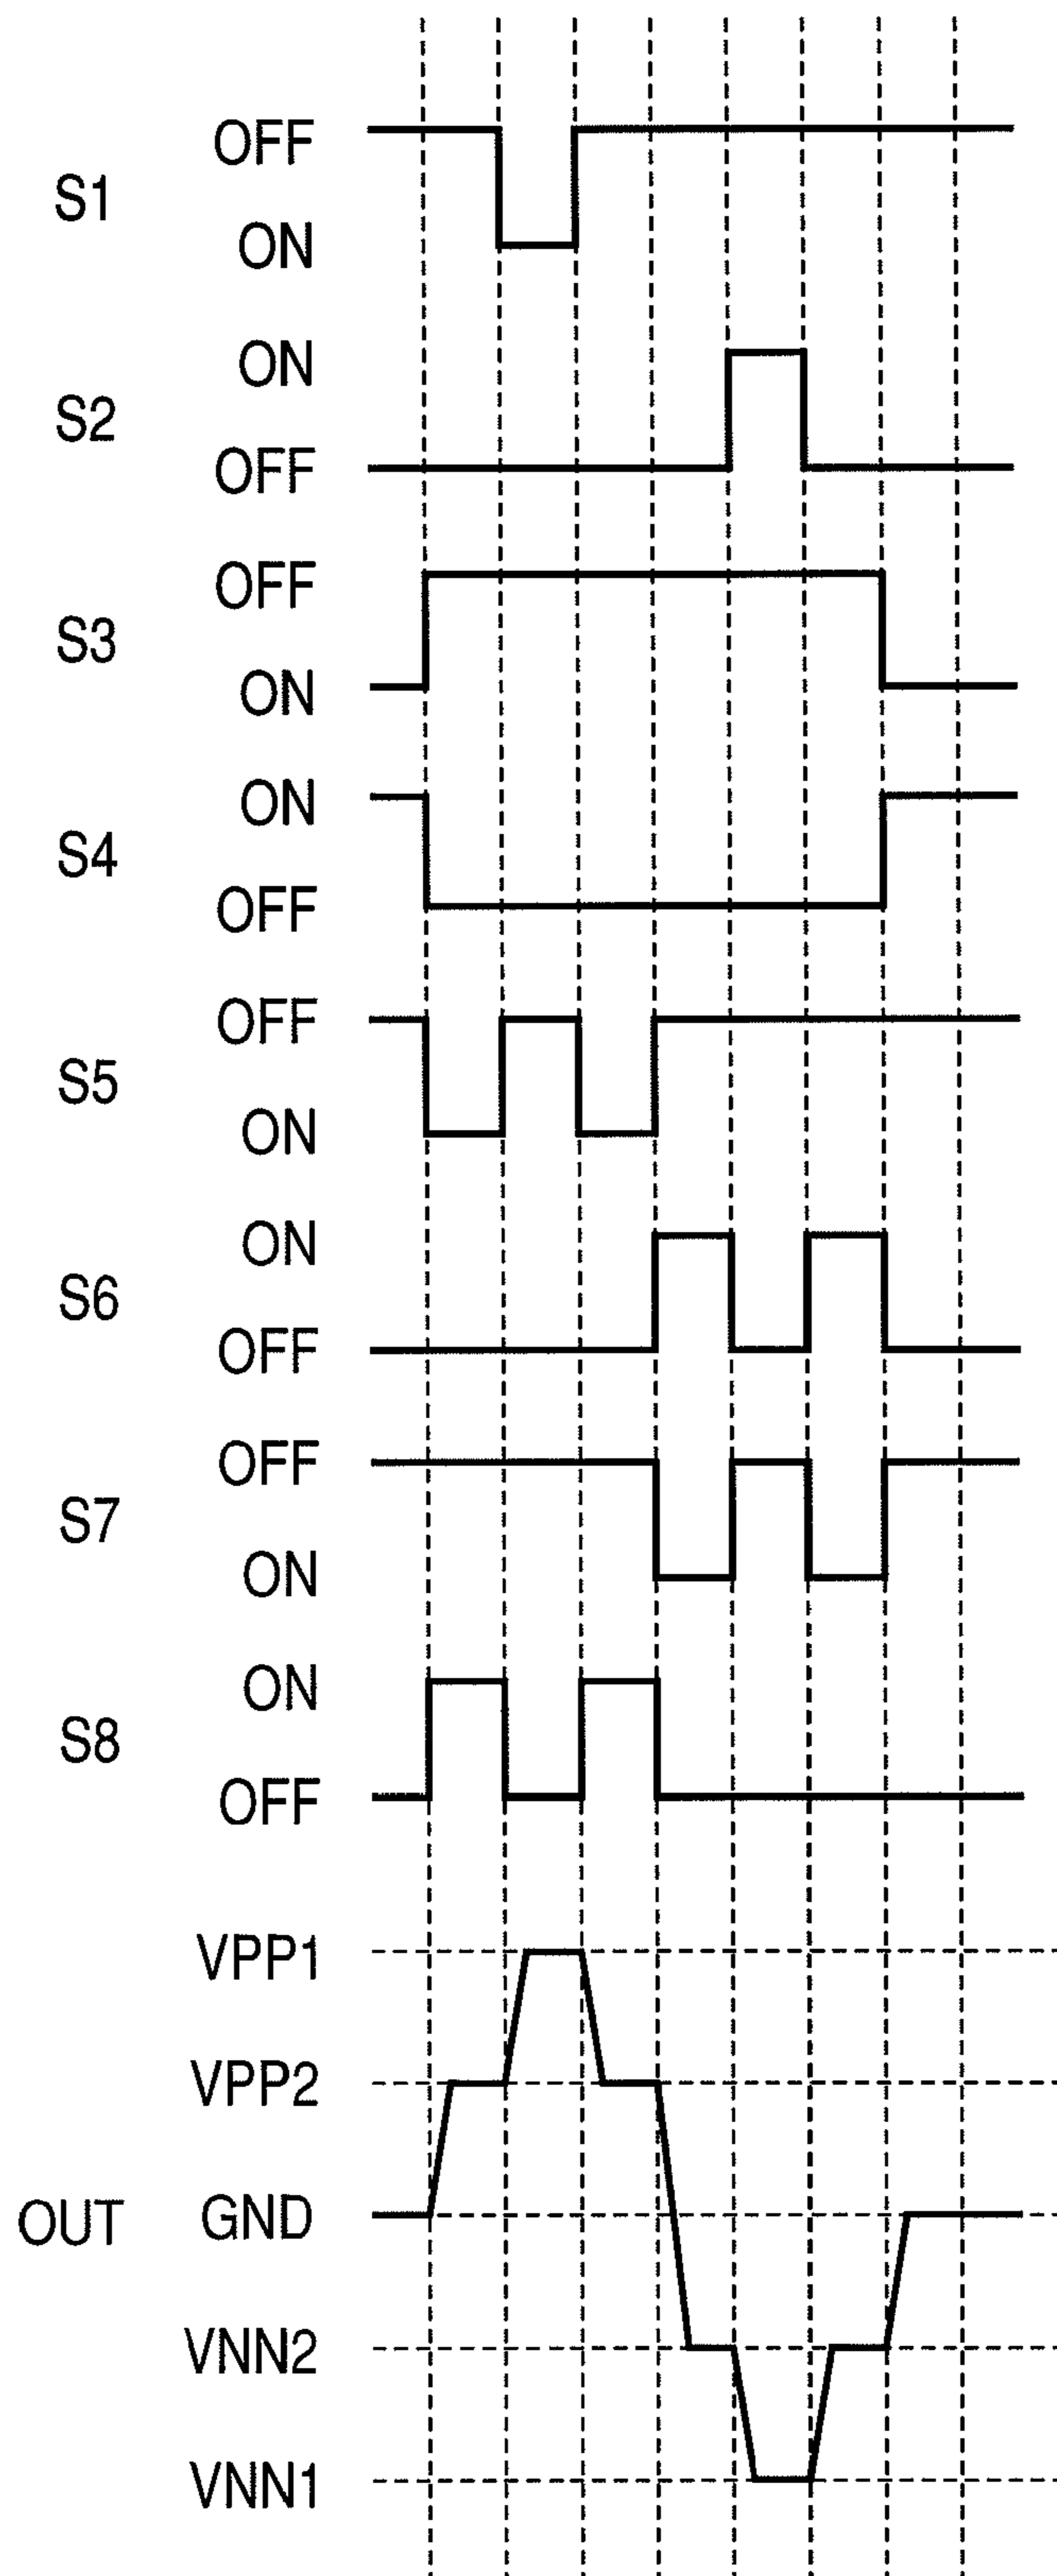 OFF
S1
ON
ON
S2
OFF
OFF
S3
ON
ON
S4
OFF
OFF
S5
ON
ON
S6
OFF
OFF
S7
ON
ON
S8
OFF
VPP1
VPP2
OUT GND
VNN2
VNN1